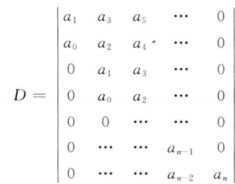 a₁ a₃ a₅ ⋯ 0
a₀ a₂ a₄ ⋯ 0
0 a₁ a₃ ⋯ 0
D = 0 a₀ a₂ ⋯ 0
0 0 ⋯ ⋯ 0
0 ⋯ ⋯ aₙ₋₁ 0
0 ⋯ ⋯ aₙ₋₂ aₙ